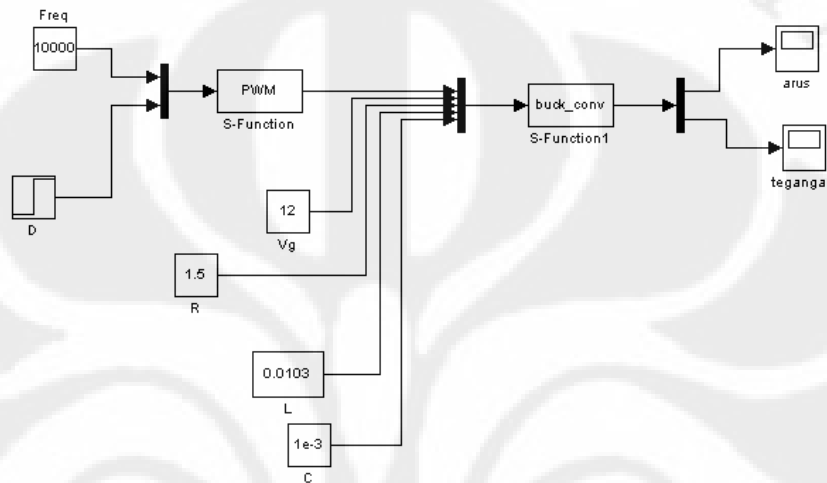 Freq
10000
PWM
S-Function
buck_conv
S-Function1
arus
teganga
D
12
Vg
1.5
R
0.0103
L
1e-3
C